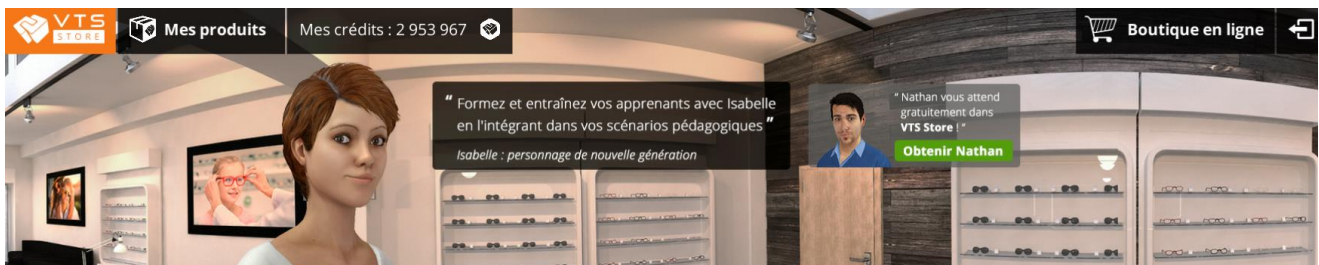 VTS
STORE
Mes produits
Mes crédits : 2 953 967
Boutique en ligne
“ Formez et entraînez vos apprenants avec Isabelle
en l'intégrant dans vos scénarios pédagogiques ”
Isabelle : personnage de nouvelle génération
“ Nathan vous attend
gratuitement dans
VTS Store ! “
Obtenir Nathan